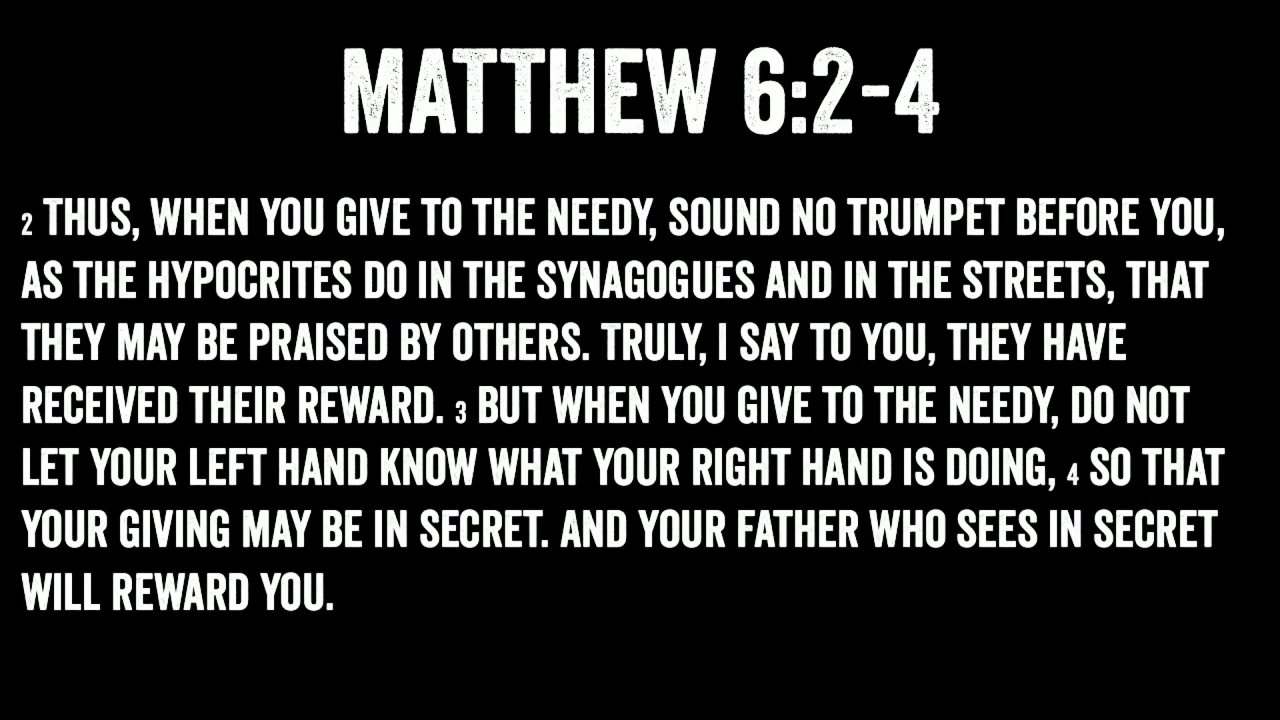 MATTHEW 6:2-4
2 THUS, WHEN YOU GIVE TO THE NEEDY, SOUND NO TRUMPET BEFORE YOU,
AS THE HYPOCRITES DO IN THE SYNAGOGUES AND IN THE STREETS, THAT
THEY MAY BE PRAISED BY OTHERS. TRULY, I SAY TO YOU, THEY HAVE
RECEIVED THEIR REWARD. 3 BUT WHEN YOU GIVE TO THE NEEDY, DO NOT
LET YOUR LEFT HAND KNOW WHAT YOUR RIGHT HAND IS DOING, 4 SO THAT
YOUR GIVING MAY BE IN SECRET. AND YOUR FATHER WHO SEES IN SECRET
WILL REWARD YOU.